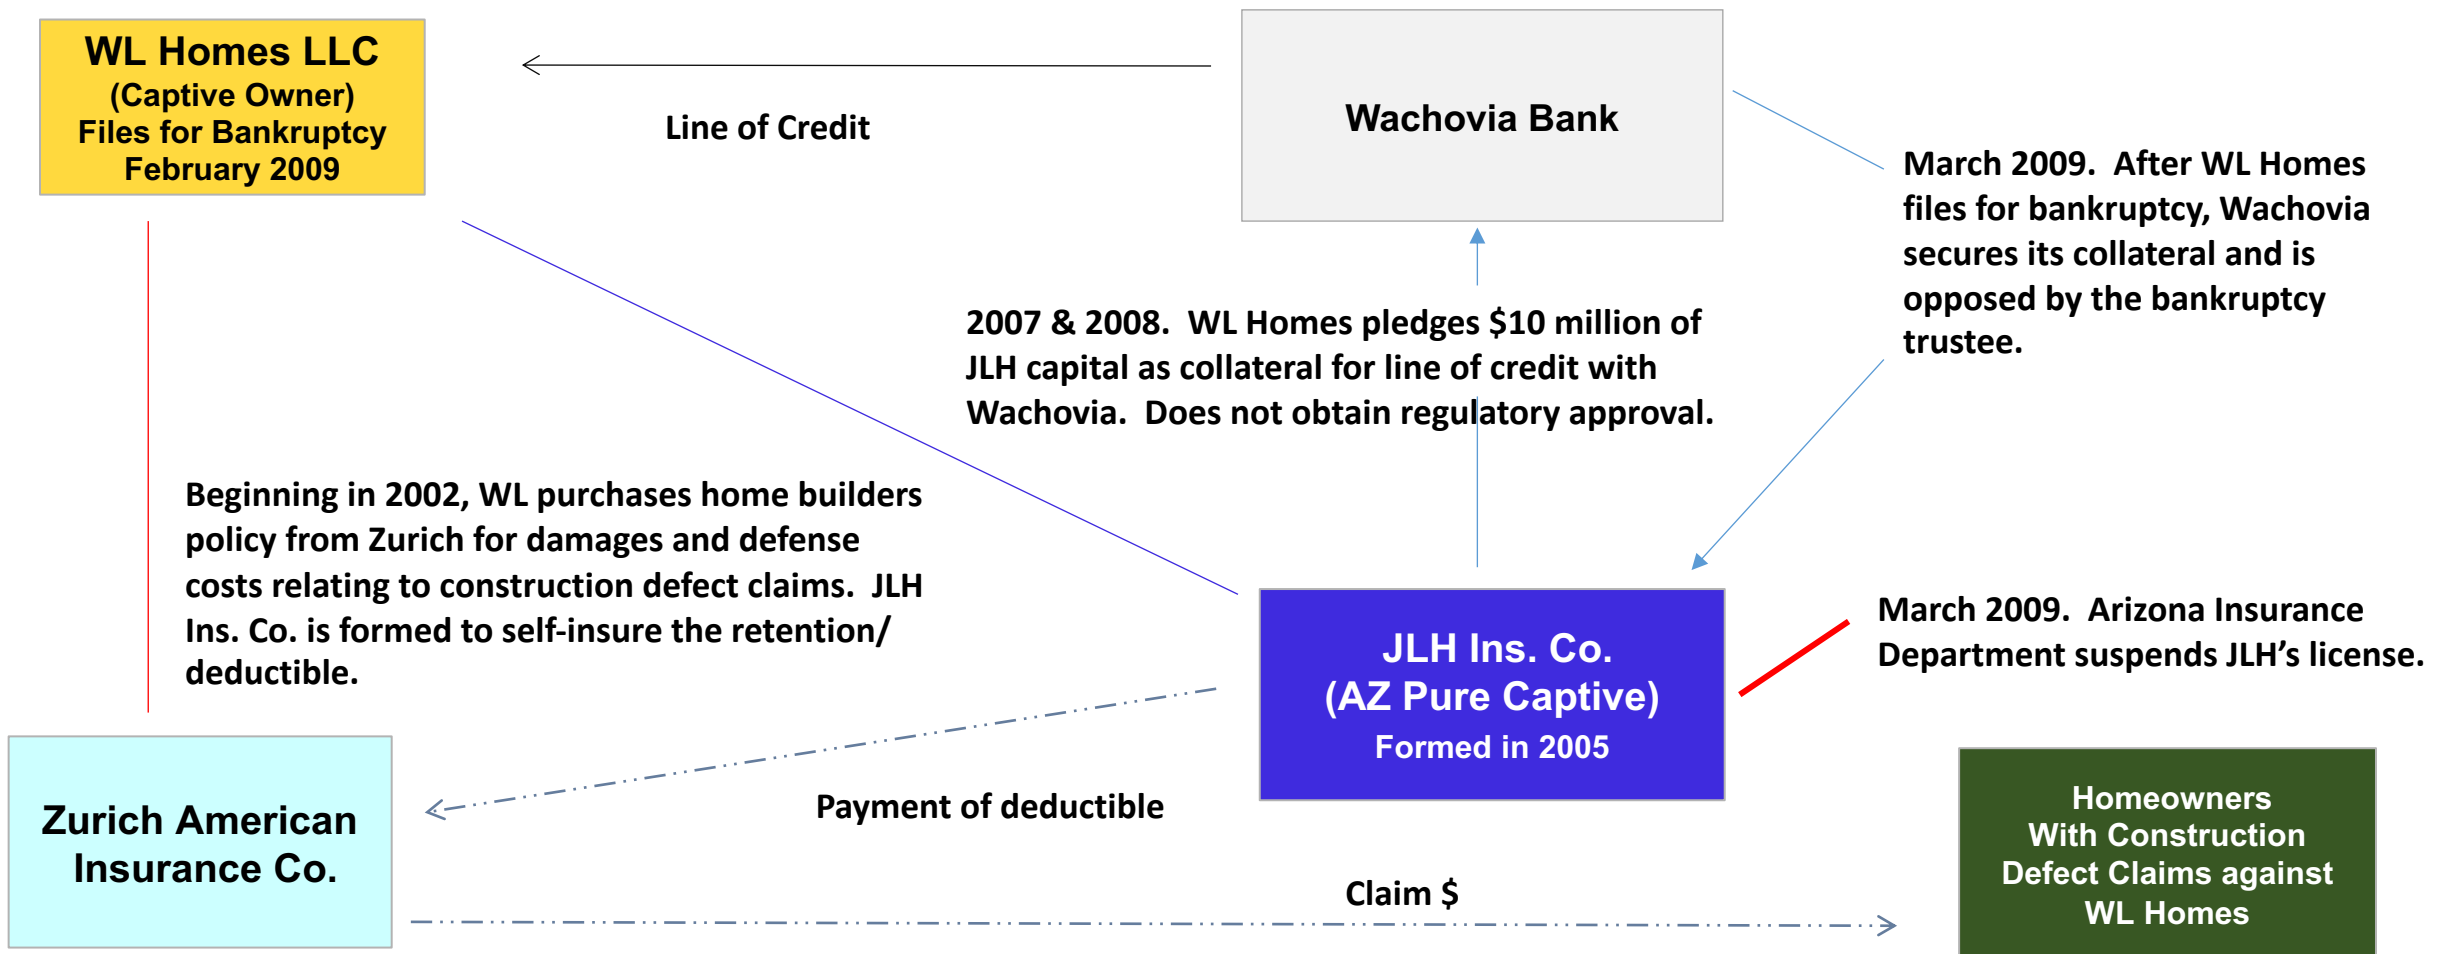 WL Homes LLC
(Captive Owner)
Files for Bankruptcy
February 2009
Line of Credit
Wachovia Bank
March 2009.  After WL Homes
files for bankruptcy, Wachovia
secures its collateral and is
opposed by the bankruptcy
trustee.
2007 & 2008.  WL Homes pledges $10 million of
JLH capital as collateral for line of credit with
Wachovia.  Does not obtain regulatory approval.
Beginning in 2002, WL purchases home builders
policy from Zurich for damages and defense
costs relating to construction defect claims.  JLH
Ins. Co. is formed to self-insure the retention/
deductible.
JLH Ins. Co.
(AZ Pure Captive)
Formed in 2005
March 2009.  Arizona Insurance
Department suspends JLH’s license.
Zurich American
Insurance Co.
Payment of deductible
Claim $
Homeowners
With Construction
Defect Claims against
WL Homes